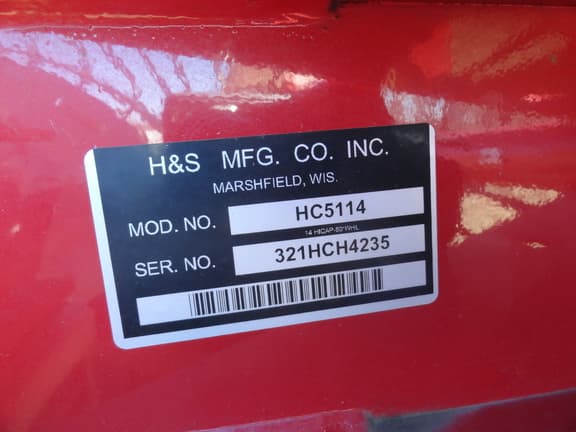 H&S MFG. CO. INC.
MARSHFIELD, WIS.
MOD. NO. HC5114
14 HICAP-60"WHL
SER. NO. 321HCH4235